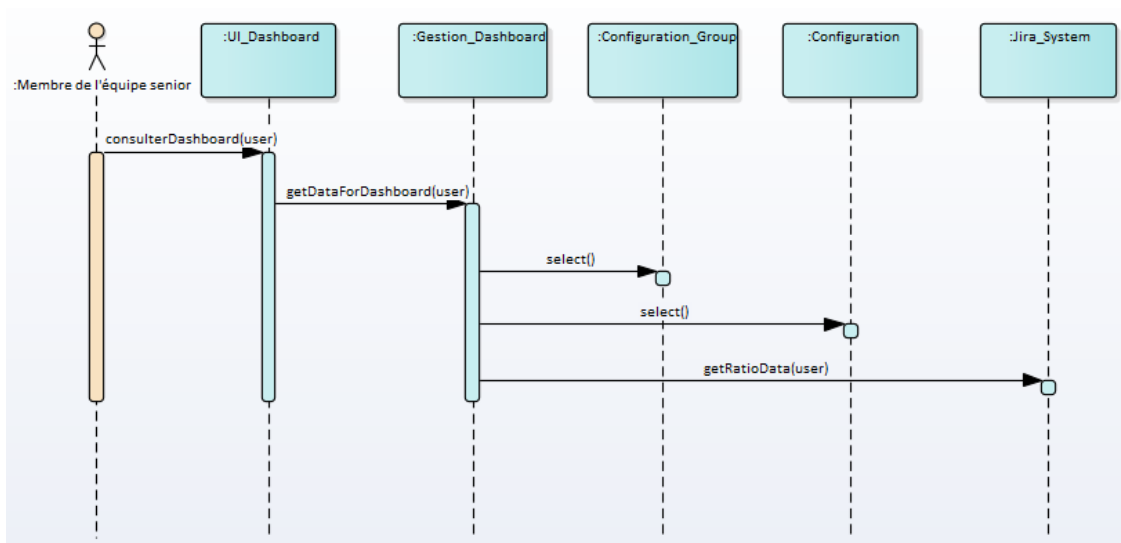 :UI_Dashboard
:Gestion_Dashboard
:Configuration_Group
:Configuration
:Jira_System
:Membre de l'équipe senior
consulterDashboard(user)
getDataForDashboard(user)
select()
select()
getRatioData(user)